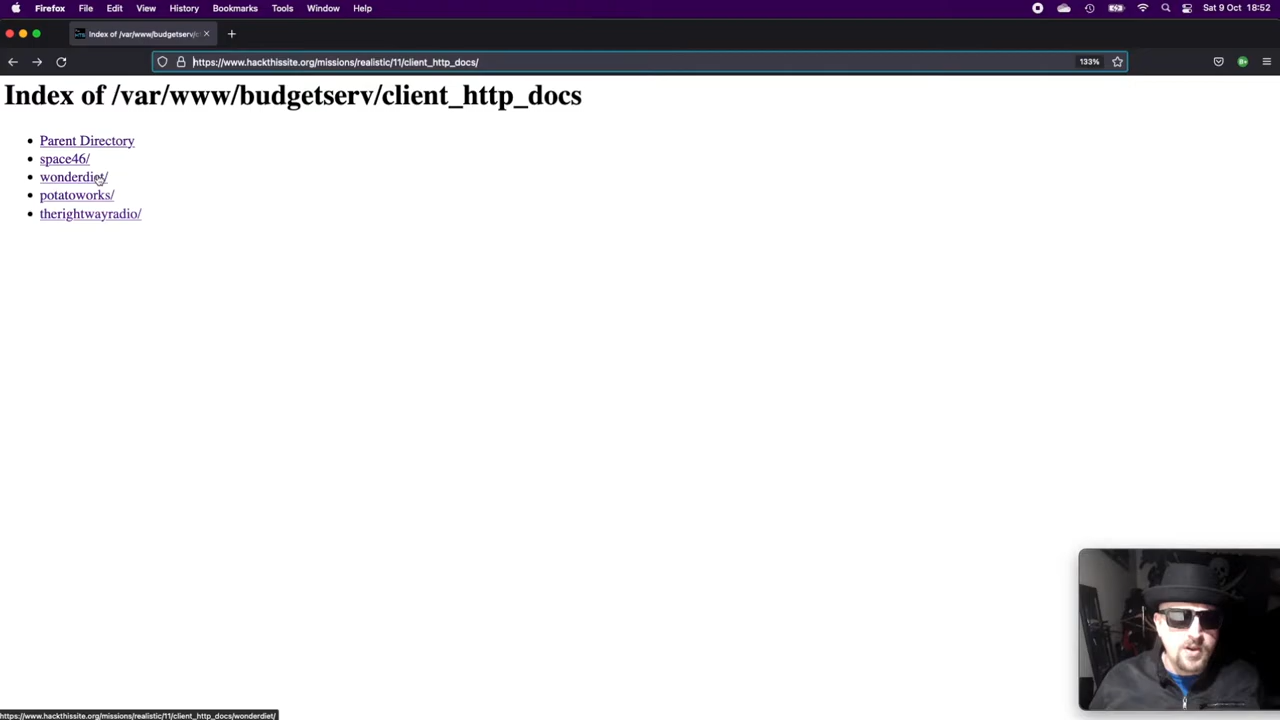 Firefox File Edit View History Bookmarks Tools Window Help Sat 9 Oct 18:52
Index of /var/www/budgetserv/c
https://www.hackthissite.org/missions/realistic/11/client_http_docs/ 133%
Index of /var/www/budgetserv/client_http_docs
Parent Directory
space46/
wonderdiet/
potatoworks/
therightwayradio/
https://www.hackthissite.org/missions/realistic/11/client_http_docs/wonderdiet/